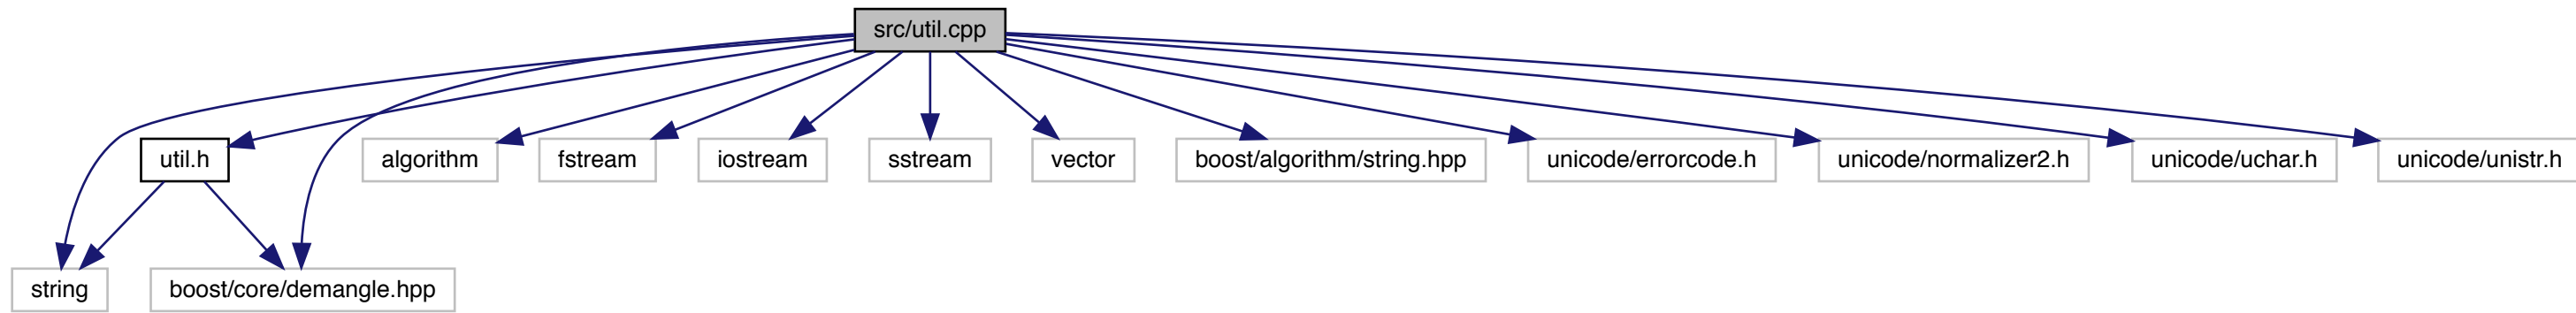 src/util.cpp
util.h
algorithm
fstream
iostream
sstream
vector
boost/algorithm/string.hpp
unicode/errorcode.h
unicode/normalizer2.h
unicode/uchar.h
unicode/unistr.h
string
boost/core/demangle.hpp